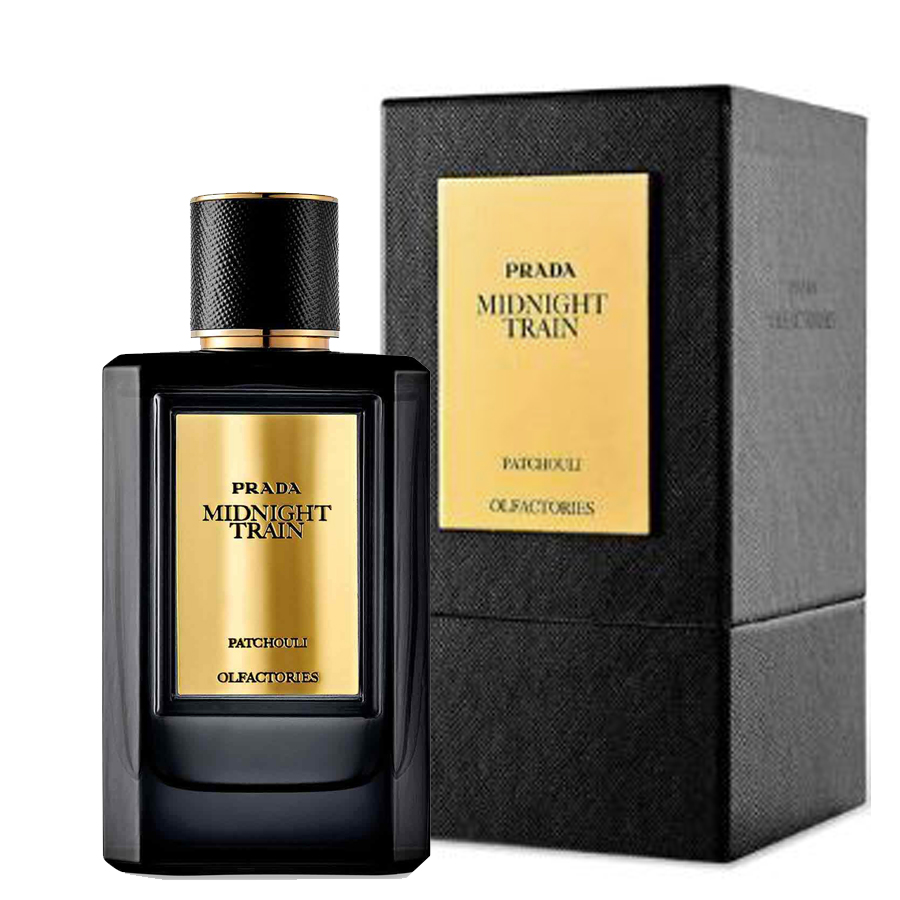 PRADA
MIDNIGHT
TRAIN
PATCHOULI
OLFACTORIES
PRADA
MIDNIGHT
TRAIN
PATCHOULI
OLFACTORIES